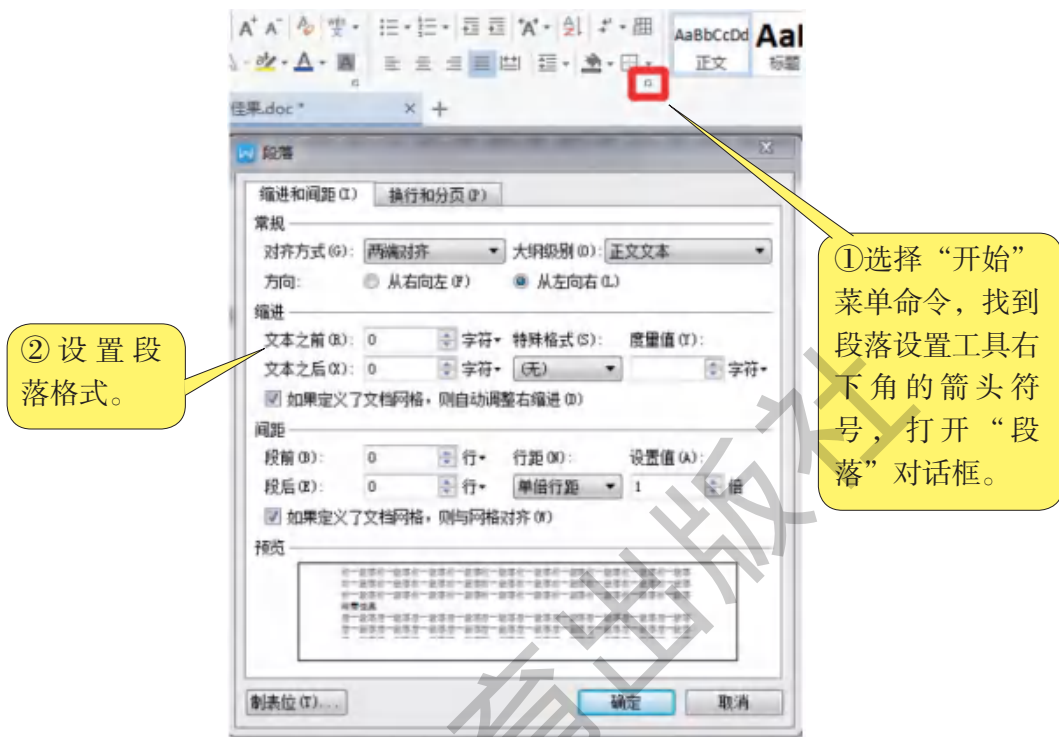 AaBbCcDd Aal
正文 标题
佳果.doc *
段落
缩进和间距(I) 换行和分页(P)
常规
对齐方式(G): 两端对齐 大纲级别(O): 正文文本
方向: 从右向左(F) 从左向右(L)
缩进
文本之前(R): 0 字符 特殊格式(S): 度量值(Y):
文本之后(X): 0 字符 (无) 字符
如果定义了文档网格，则自动调整右缩进(D)
间距
段前(B): 0 行 行距(N): 设置值(A):
段后(E): 0 行 单倍行距 1 倍
如果定义了文档网格，则与网格对齐(W)
预览
制表位(T)... 确定 取消
①选择“开始”
菜单命令，找到
段落设置工具右
下角的箭头符
号，打开“段
落”对话框。
②设置段
落格式。
育出版社